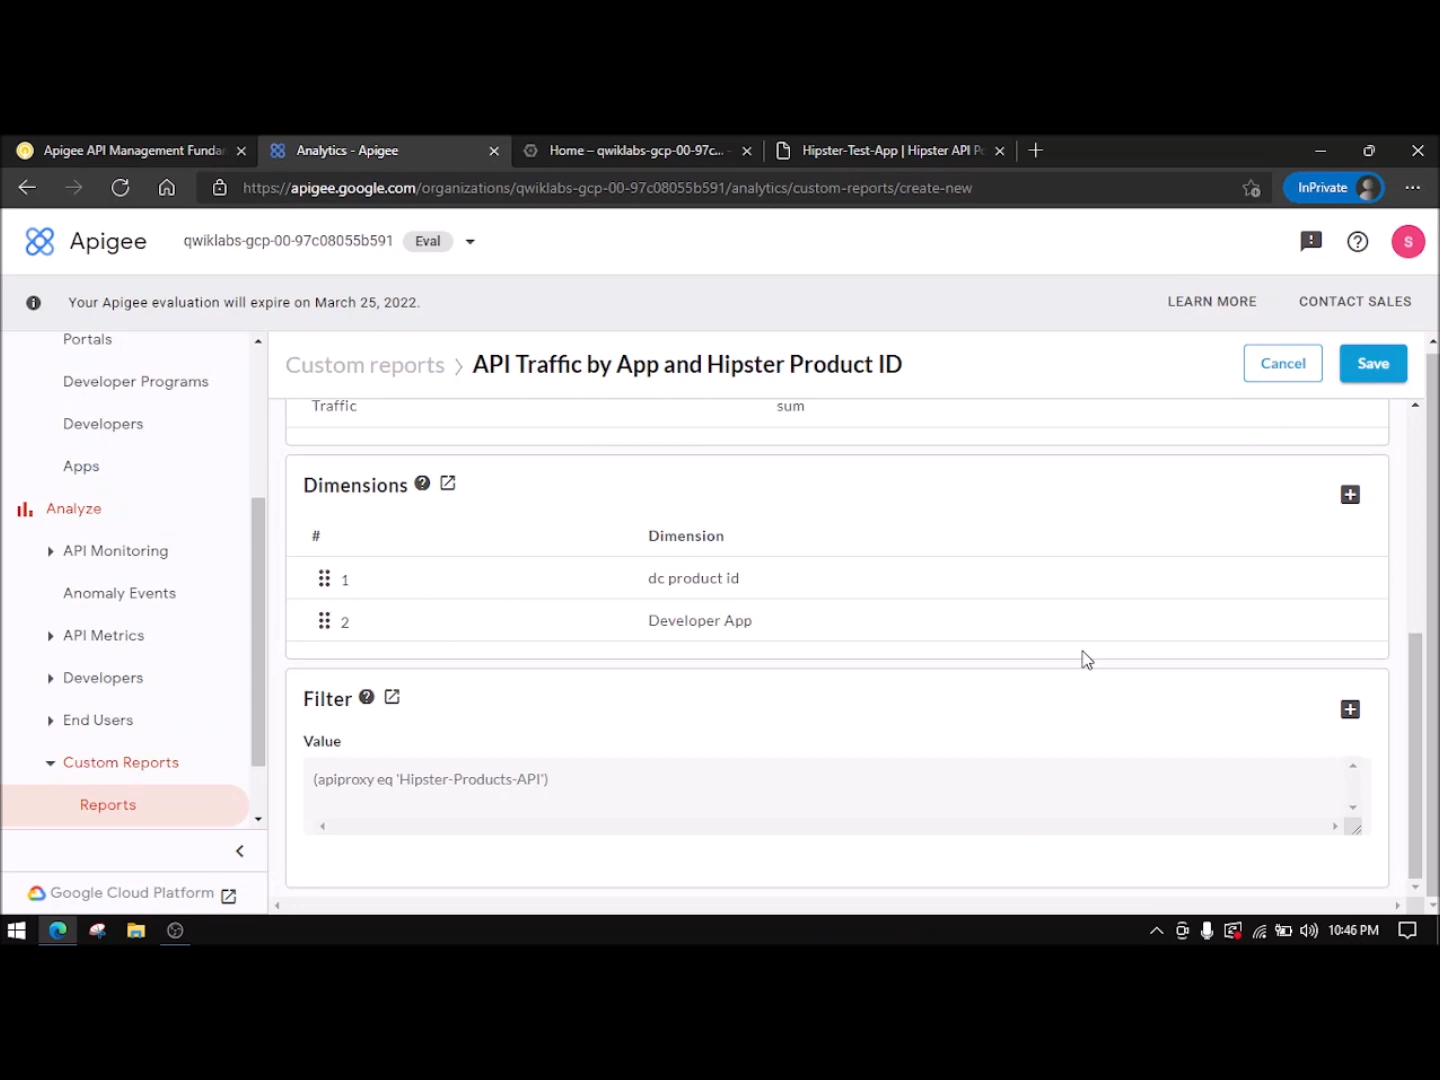 Apigee API Management Funda
Analytics - Apigee
Home – qwiklabs-gcp-00-97c...
Hipster-Test-App | Hipster API Po
https://apigee.google.com/organizations/qwiklabs-gcp-00-97c08055b591/analytics/custom-reports/create-new
InPrivate
Apigee
qwiklabs-gcp-00-97c08055b591
Eval
S
Your Apigee evaluation will expire on March 25, 2022.
LEARN MORE
CONTACT SALES
Portals
Developer Programs
Developers
Apps
Analyze
API Monitoring
Anomaly Events
API Metrics
Developers
End Users
Custom Reports
Reports
Google Cloud Platform
Custom reports
API Traffic by App and Hipster Product ID
Cancel
Save
Traffic
sum
Dimensions
#
Dimension
1
dc product id
2
Developer App
Filter
Value
(apiproxy eq 'Hipster-Products-API')
10:46 PM